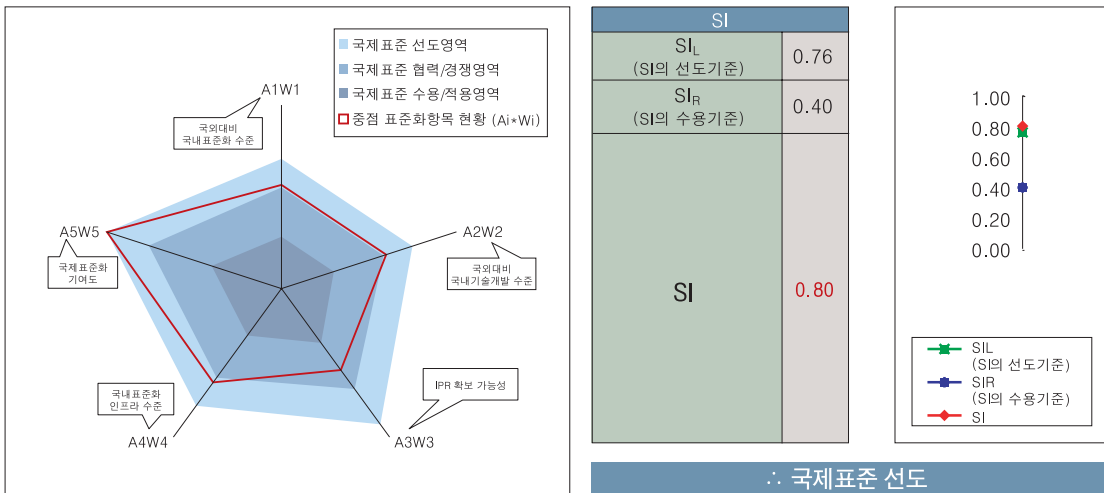 국제표준 선도영역
국제표준 협력/경쟁영역
국제표준 수용/적용영역
중점 표준화항목 현황 (Ai*Wi)
A1W1
국외대비
국내표준화 수준
A2W2
국외대비
국내기술개발 수준
A5W5
국제표준화
기여도
국내표준화
인프라 수준
A4W4
IPR 확보 가능성
A3W3
SI
SIL
(SI의 선도기준)
0.76
SIR
(SI의 수용기준)
0.40
SI
0.80
1.00
0.80
0.60
0.40
0.20
0.00
SIL
(SI의 선도기준)
SIR
(SI의 수용기준)
SI
∴ 국제표준 선도